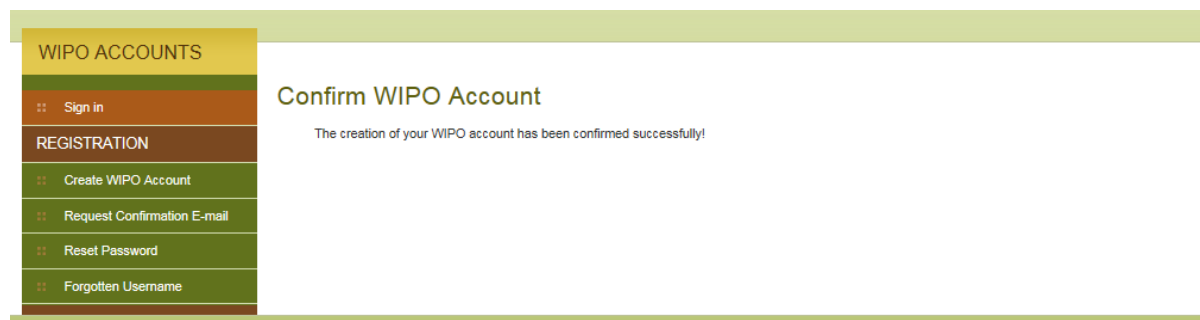 WIPO ACCOUNTS
Sign in
REGISTRATION
Create WIPO Account
Request Confirmation E-mail
Reset Password
Forgotten Username
Confirm WIPO Account
The creation of your WIPO account has been confirmed successfully!